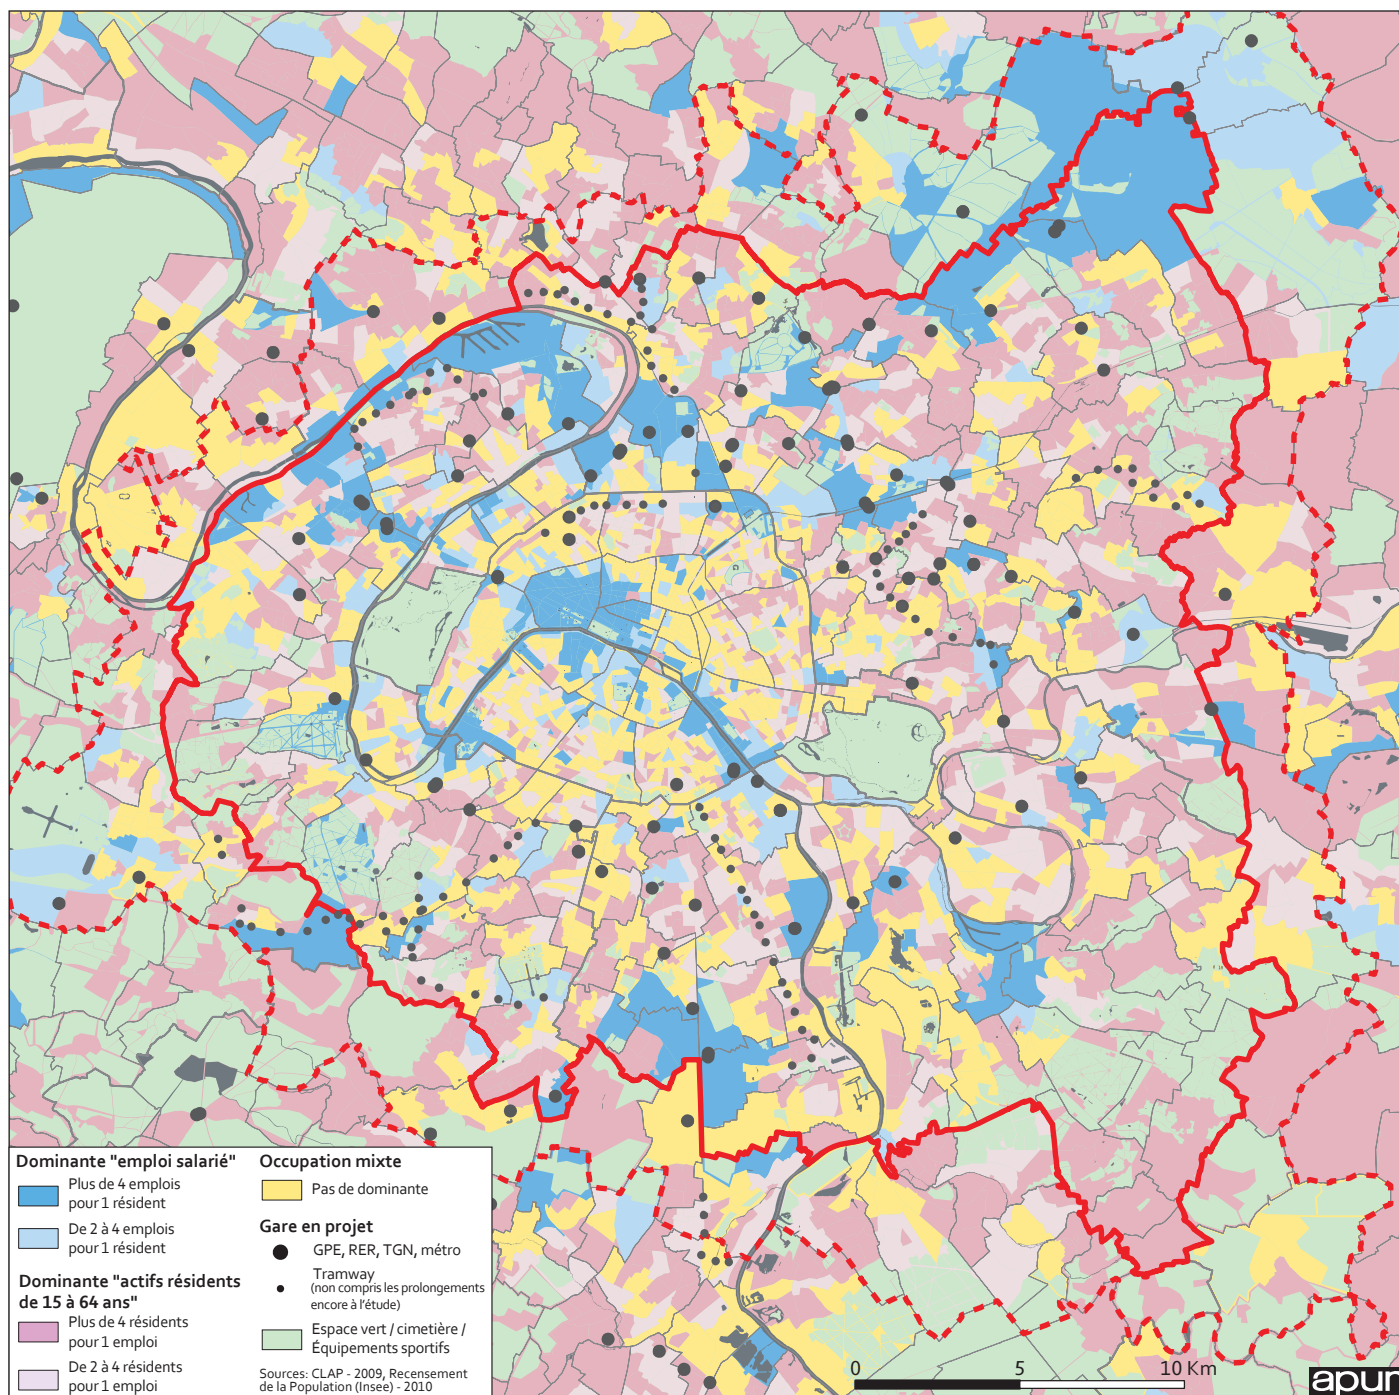 Dominante "emploi salarié"
Plus de 4 emplois
pour 1 résident
De 2 à 4 emplois
pour 1 résident
Dominante "actifs résidents
de 15 à 64 ans"
Plus de 4 résidents
pour 1 emploi
De 2 à 4 résidents
pour 1 emploi
Occupation mixte
Pas de dominante
Gare en projet
GPE, RER, TGN, métro
Tramway
(non compris les prolongements
encore à l'étude)
Espace vert / cimetière /
Équipements sportifs
Sources: CLAP - 2009, Recensement
de la Population (Insee) - 2010
0 5 10 Km
apur